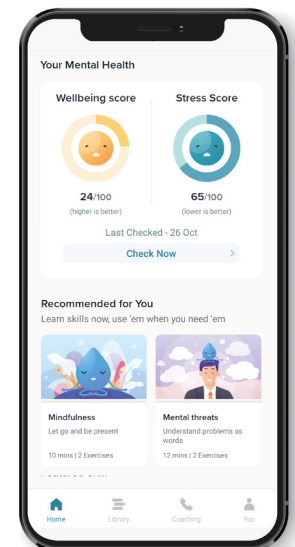 Your Mental Health
Wellbeing score
24/100
(higher is better)
Stress Score
65/100
(lower is better)
Last Checked - 26 Oct
Check Now
Recommended for You
Learn skills now, use 'em when you need 'em
Mindfulness
Let go and be present
10 mins | 2 Exercises
Mental threats
Understand problems as
words
12 mins | 2 Exercises
Home
Library
Coaching
You